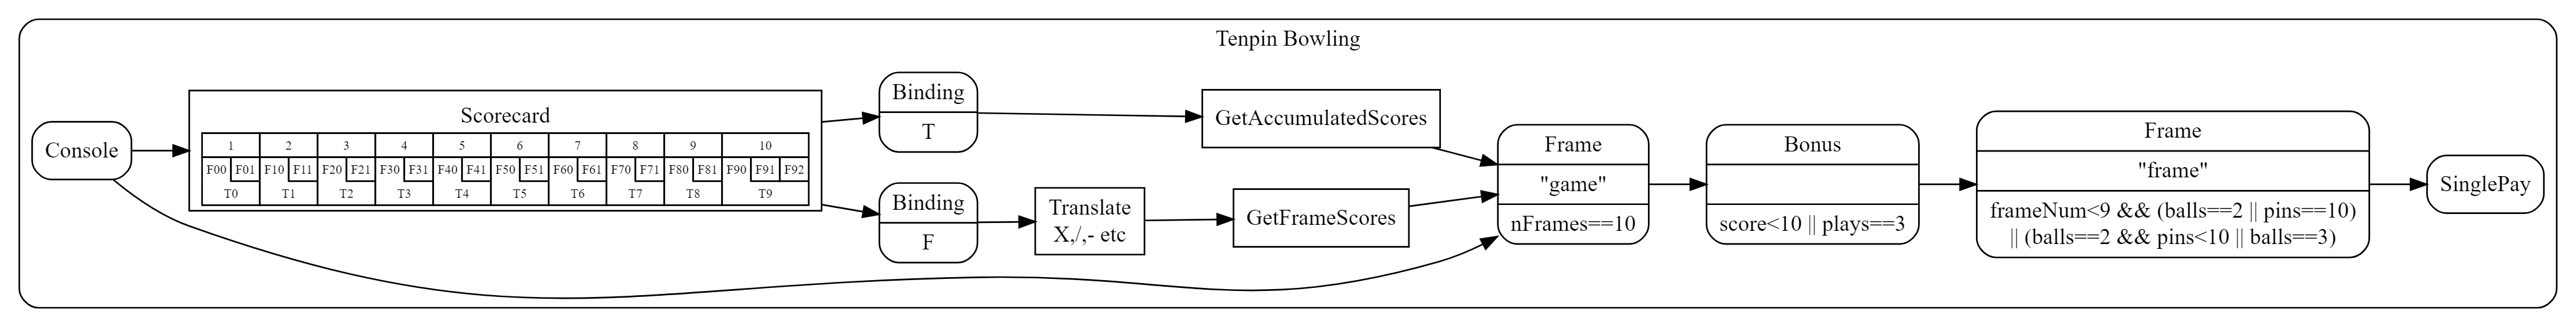 Tenpin Bowling
Console
Scorecard
1 2 3 4 5 6 7 8 9 10
F00 F01 F10 F11 F20 F21 F30 F31 F40 F41 F50 F51 F60 F61 F70 F71 F80 F81 F90 F91 F92
T0 T1 T2 T3 T4 T5 T6 T7 T8 T9
Binding
T
Binding
F
Translate
X,/,- etc
GetAccumulatedScores
GetFrameScores
Frame
"game"
nFrames==10
Bonus
score<10 || plays==3
Frame
"frame"
frameNum<9 && (balls==2 || pins==10)
|| (balls==2 && pins<10 || balls==3)
SinglePay